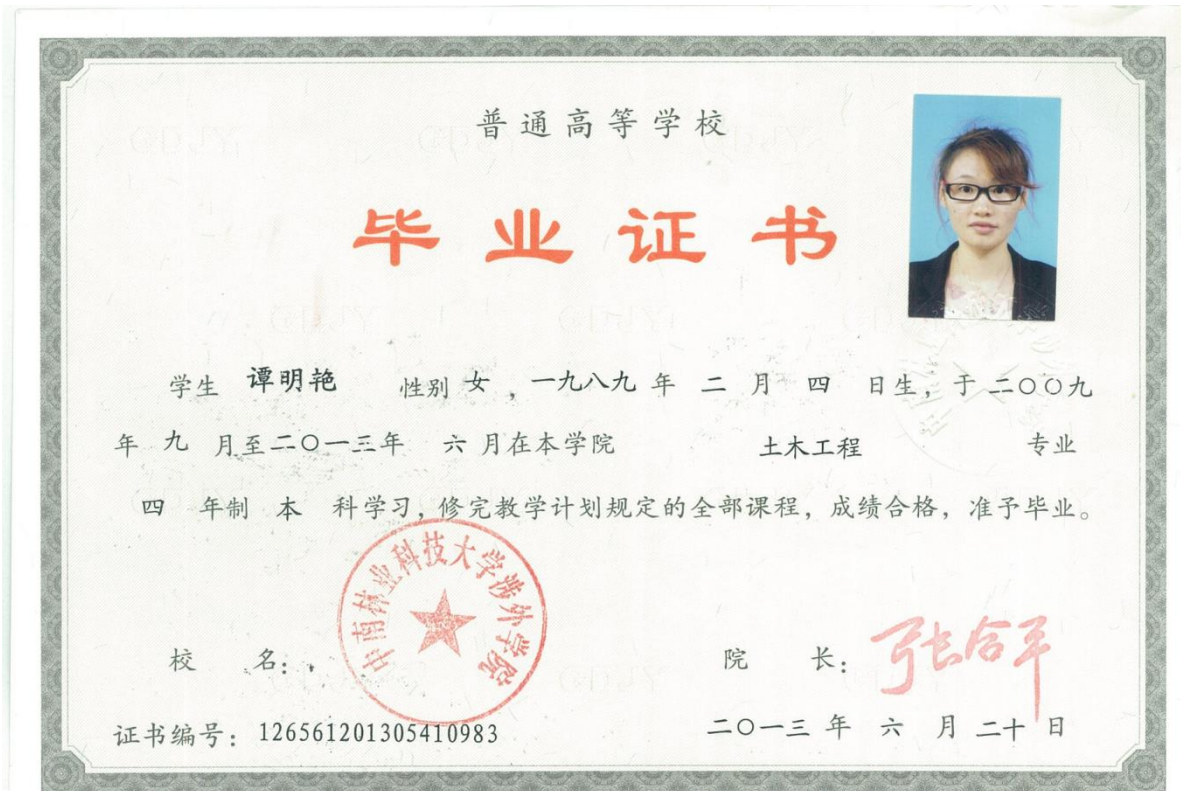 普通高等学校
毕业证书
学生 谭明艳 性别 女 , 一九八九 年 二 月 四 日生, 于 二〇〇九
年 九 月至二〇一三年 六 月在本学院 土木工程 专业
四 年制 本 科学习, 修完教学计划规定的全部课程, 成绩合格, 准予毕业。
中南林业科技大学涉外学院
校 名:
院 长: 张合平
证书编号: 126561201305410983
二〇一三 年 六 月 二十 日